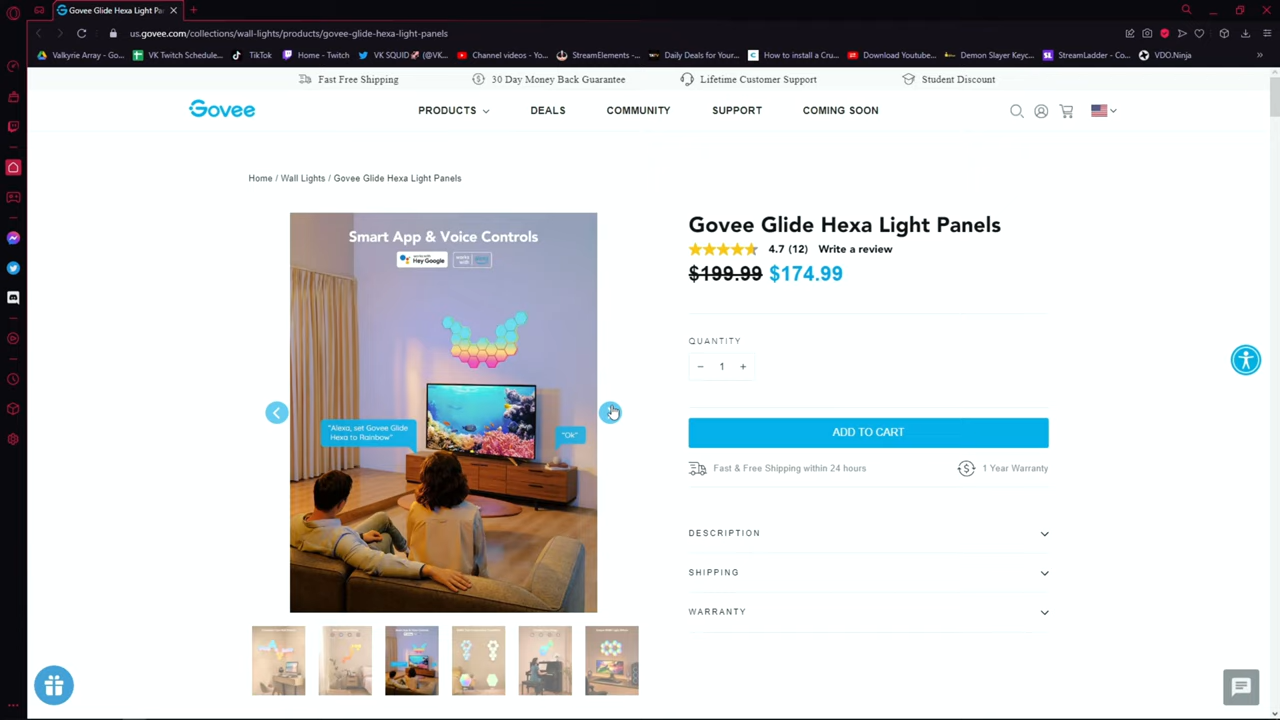 Govee Glide Hexa Light Par
us.govee.com/collections/wall-lights/products/govee-glide-hexa-light-panels
Valkyrie Array - Go...
VK Twitch Schedule...
TikTok
Home - Twitch
VK SQUID🚀 (@VK...
Channel videos - Yo...
StreamElements -...
Daily Deals for Your...
How to install a Cru...
Download Youtube...
Demon Slayer Keyc...
StreamLadder - Co...
VDO.Ninja
Fast Free Shipping
30 Day Money Back Guarantee
Lifetime Customer Support
Student Discount
Govee
PRODUCTS
DEALS
COMMUNITY
SUPPORT
COMING SOON
Home / Wall Lights / Govee Glide Hexa Light Panels
Smart App & Voice Controls
works with
Hey Google
works
with
"Alexa, set Govee Glide
Hexa to Rainbow"
"Ok"
Govee Glide Hexa Light Panels
4.7 (12) Write a review
$199.99 $174.99
QUANTITY
− 1 +
ADD TO CART
Fast & Free Shipping within 24 hours
1 Year Warranty
DESCRIPTION
SHIPPING
WARRANTY